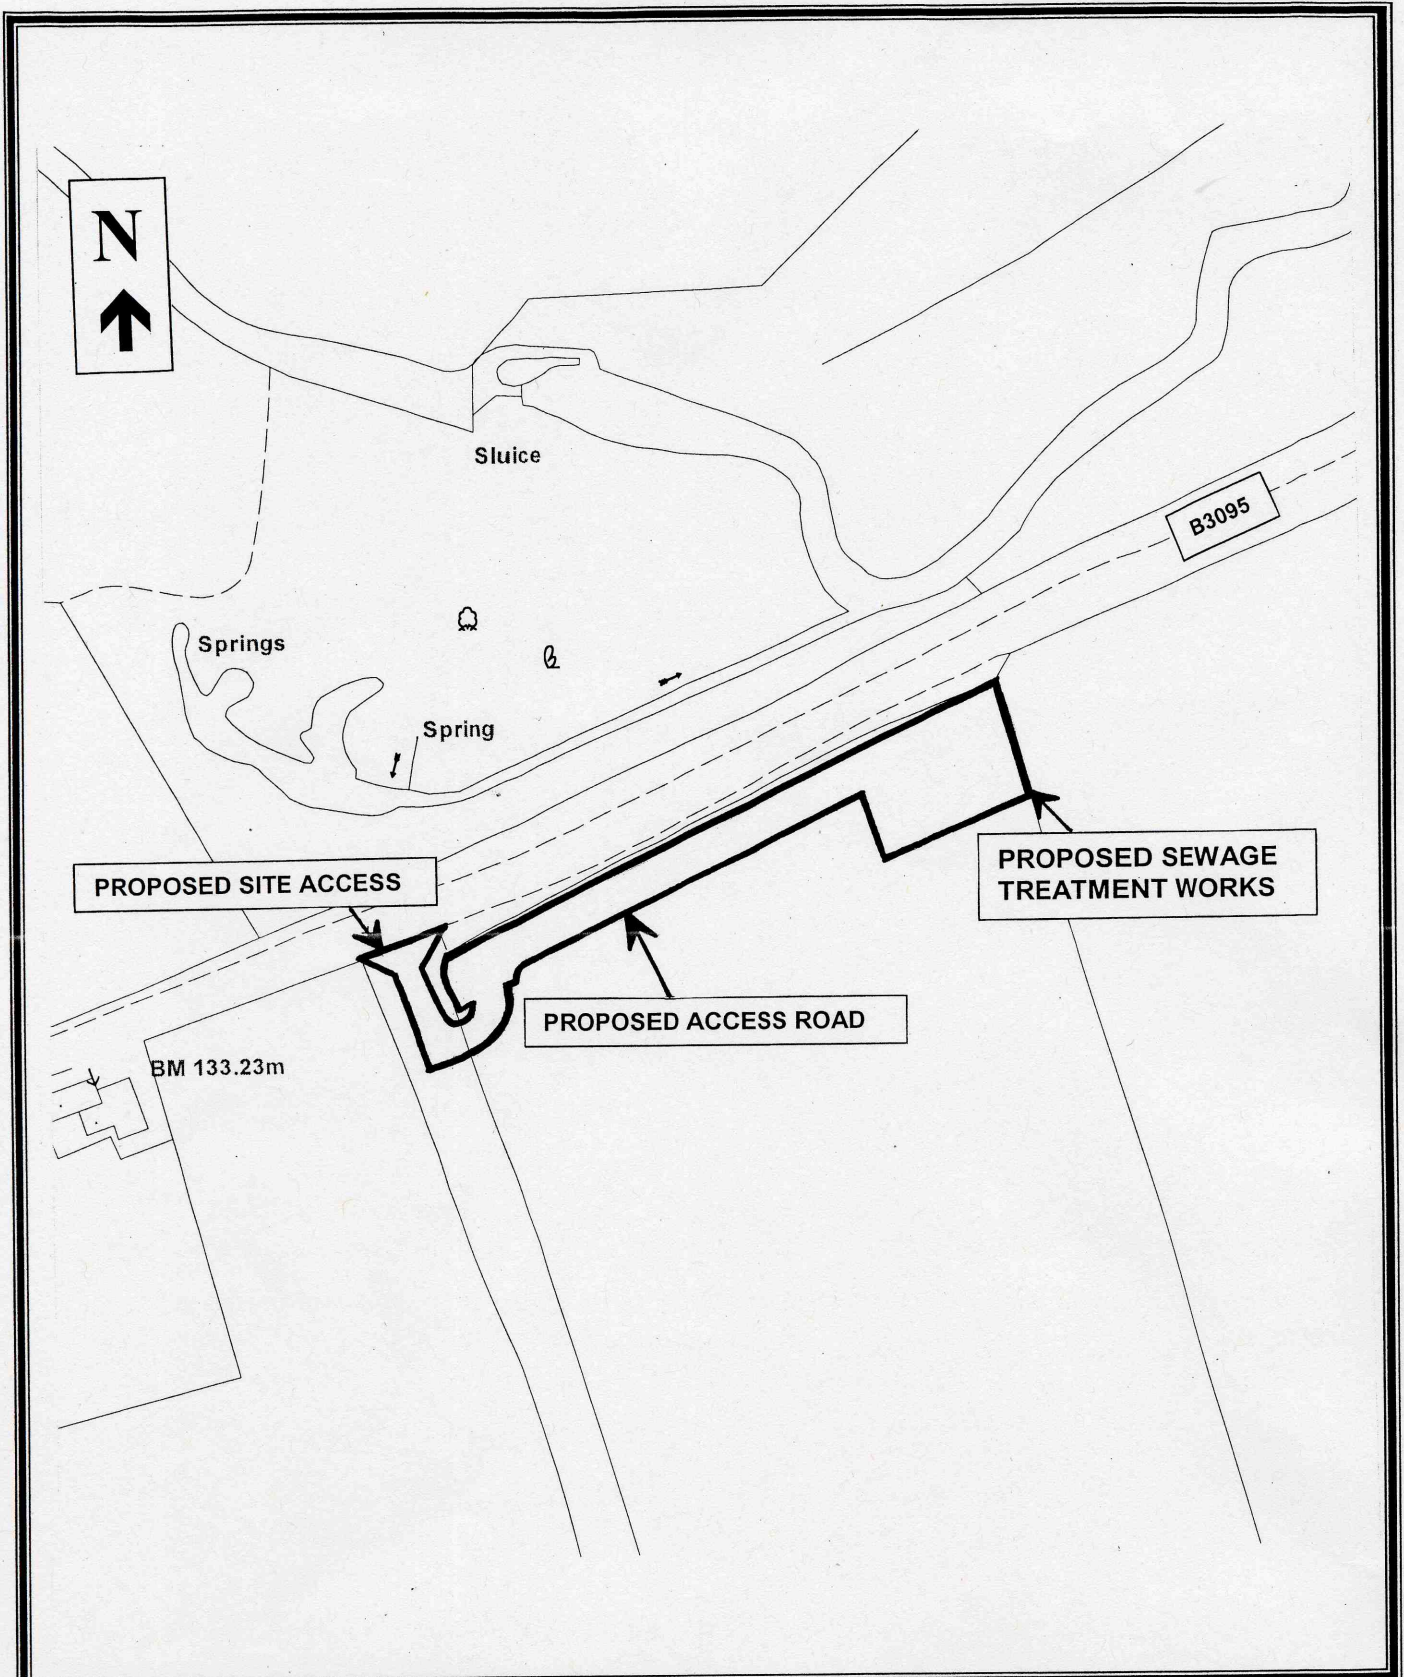 N
Sluice
B3095
Springs
Spring
PROPOSED SITE ACCESS
PROPOSED SEWAGE
TREATMENT WORKS
PROPOSED ACCESS ROAD
BM 133.23m